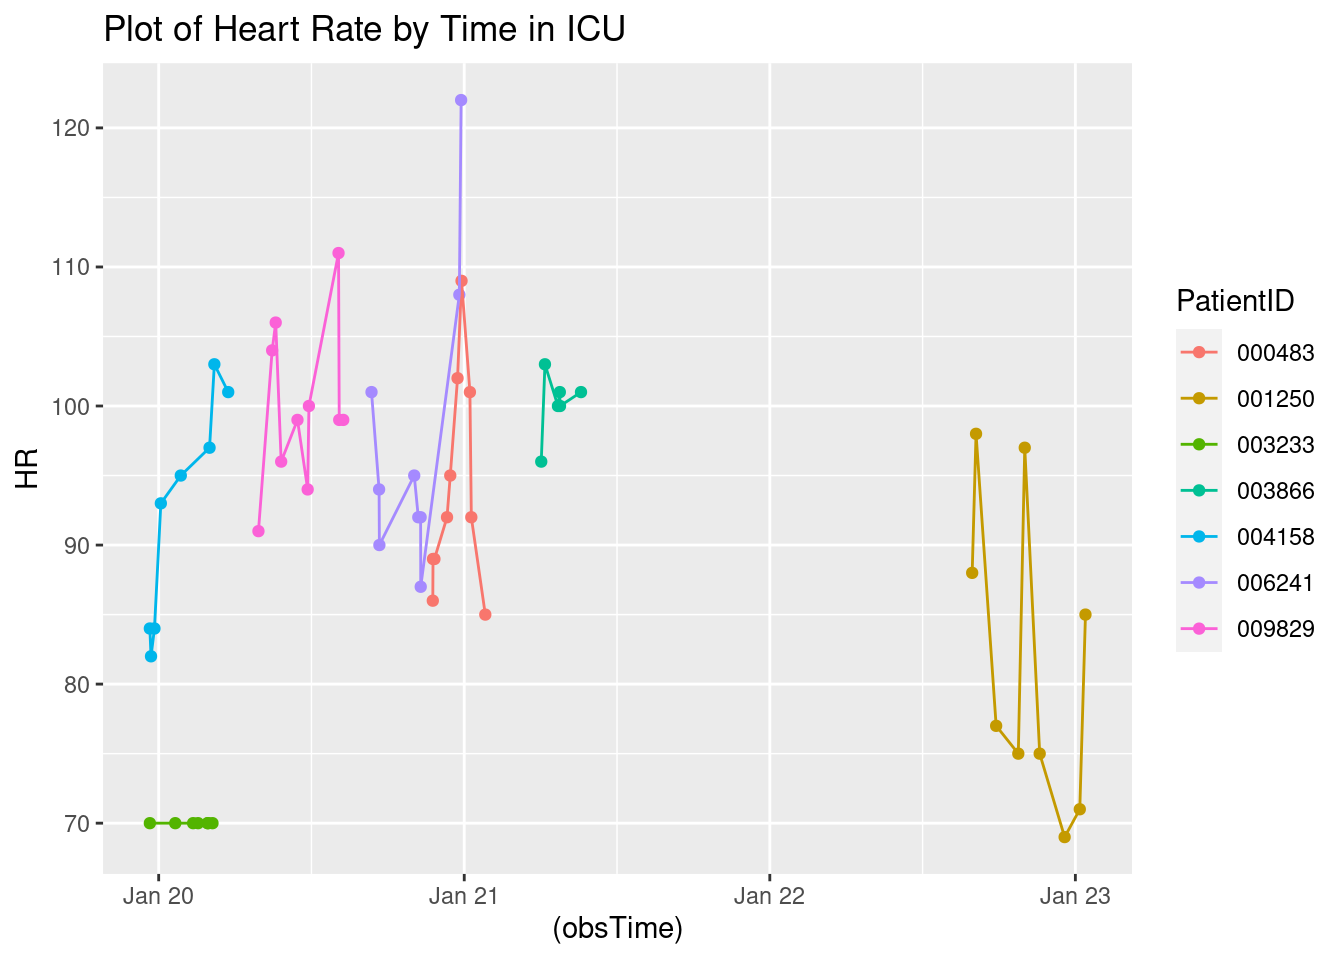 Plot of Heart Rate by Time in ICU
120
110
100
90
80
70
HR
Jan 20
Jan 21
Jan 22
Jan 23
(obsTime)
PatientID
000483
001250
003233
003866
004158
006241
009829